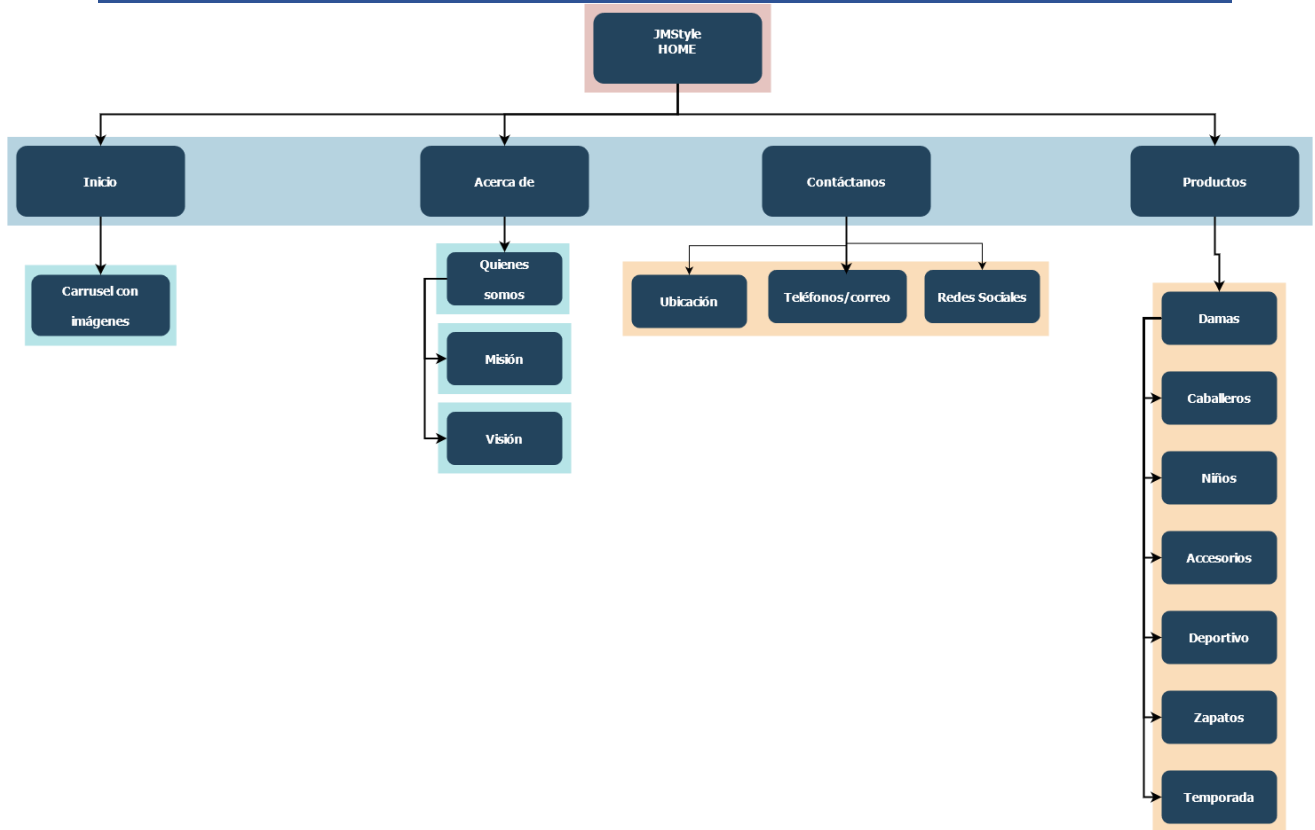 JMStyle
HOME
Inicio
Acerca de
Contáctanos
Productos
Carrusel con
imágenes
Quienes
somos
Misión
Visión
Ubicación
Teléfonos/correo
Redes Sociales
Damas
Caballeros
Niños
Accesorios
Deportivo
Zapatos
Temporada